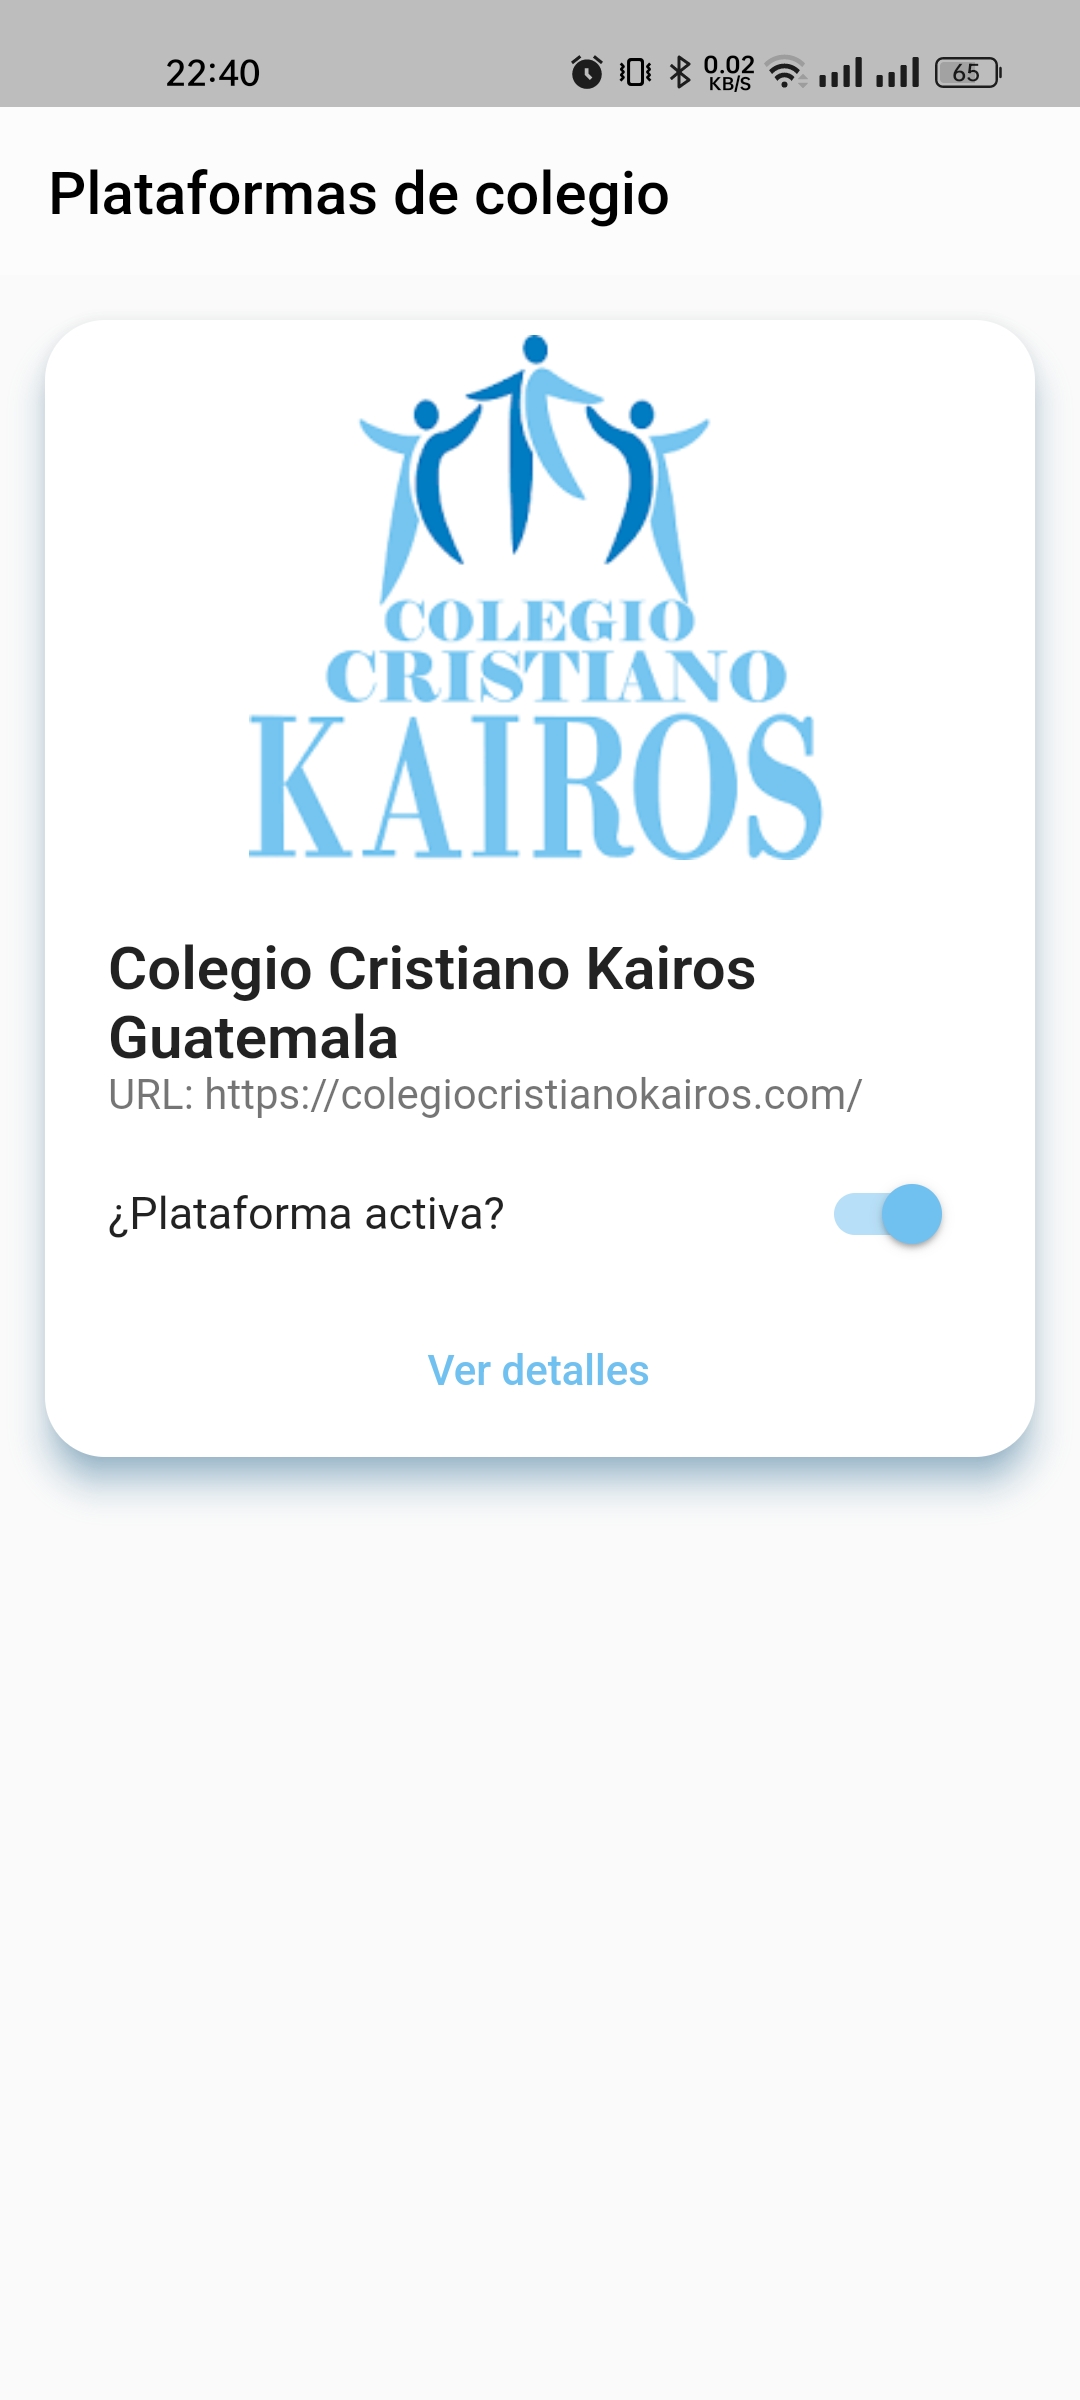 22:40
0.02
KB/S
65
Plataformas de colegio
COLEGIO
CRISTIANO
KAIROS
Colegio Cristiano Kairos
Guatemala
URL: https://colegiocristianokairos.com/
¿Plataforma activa?
Ver detalles